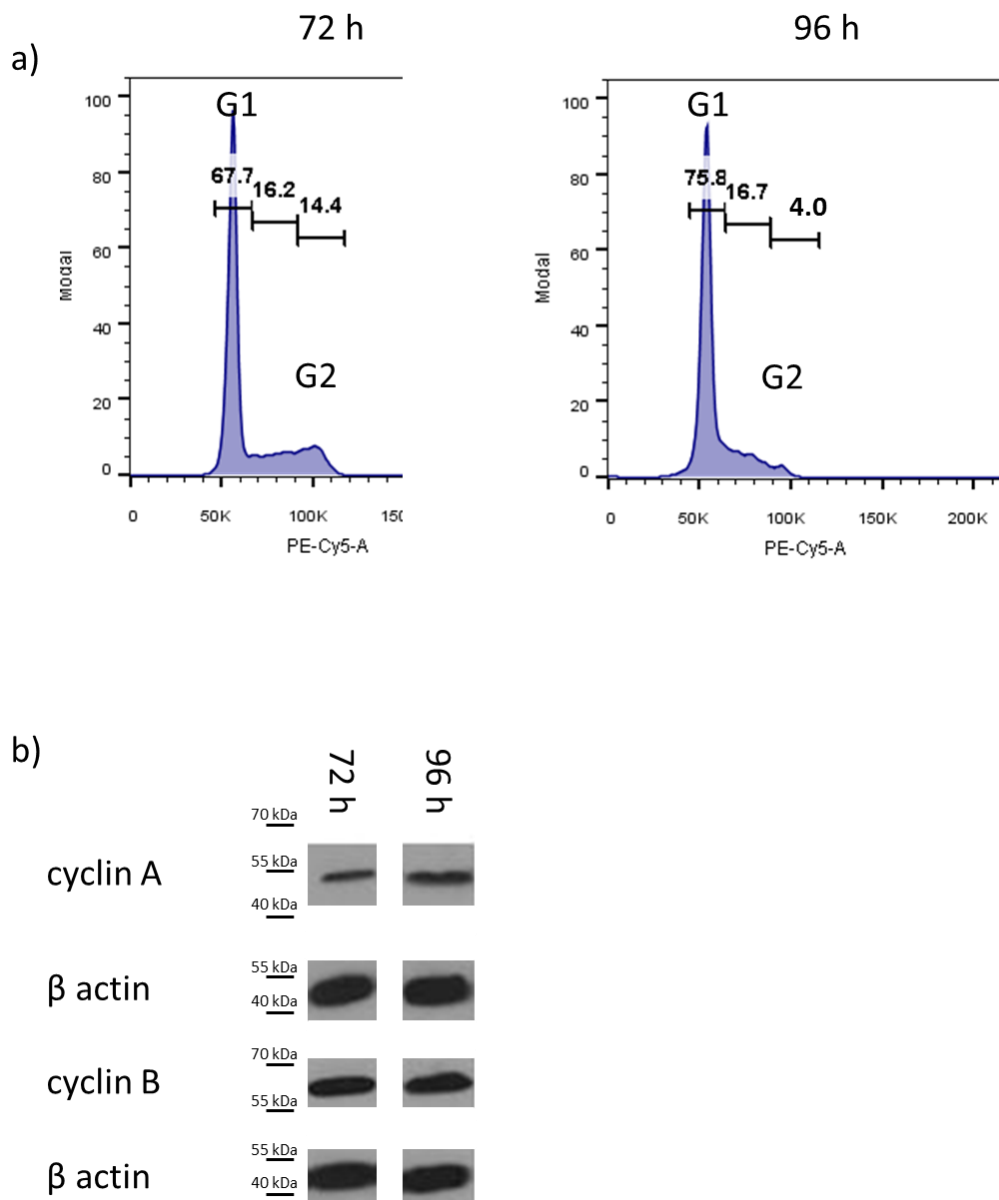 72 h
96 h
a)
G1
67.7
16.2
14.4
G2
100
80
60
40
20
0
Modal
0
50K
100K
PE-Cy5-A
G1
75.8
16.7
4.0
G2
100
80
60
40
20
0
Modal
0
50K
100K
150K
200K
PE-Cy5-A
b)
72 h
96 h
70 kDa
cyclin A
55 kDa
40 kDa
β actin
55 kDa
40 kDa
cyclin B
70 kDa
55 kDa
β actin
55 kDa
40 kDa